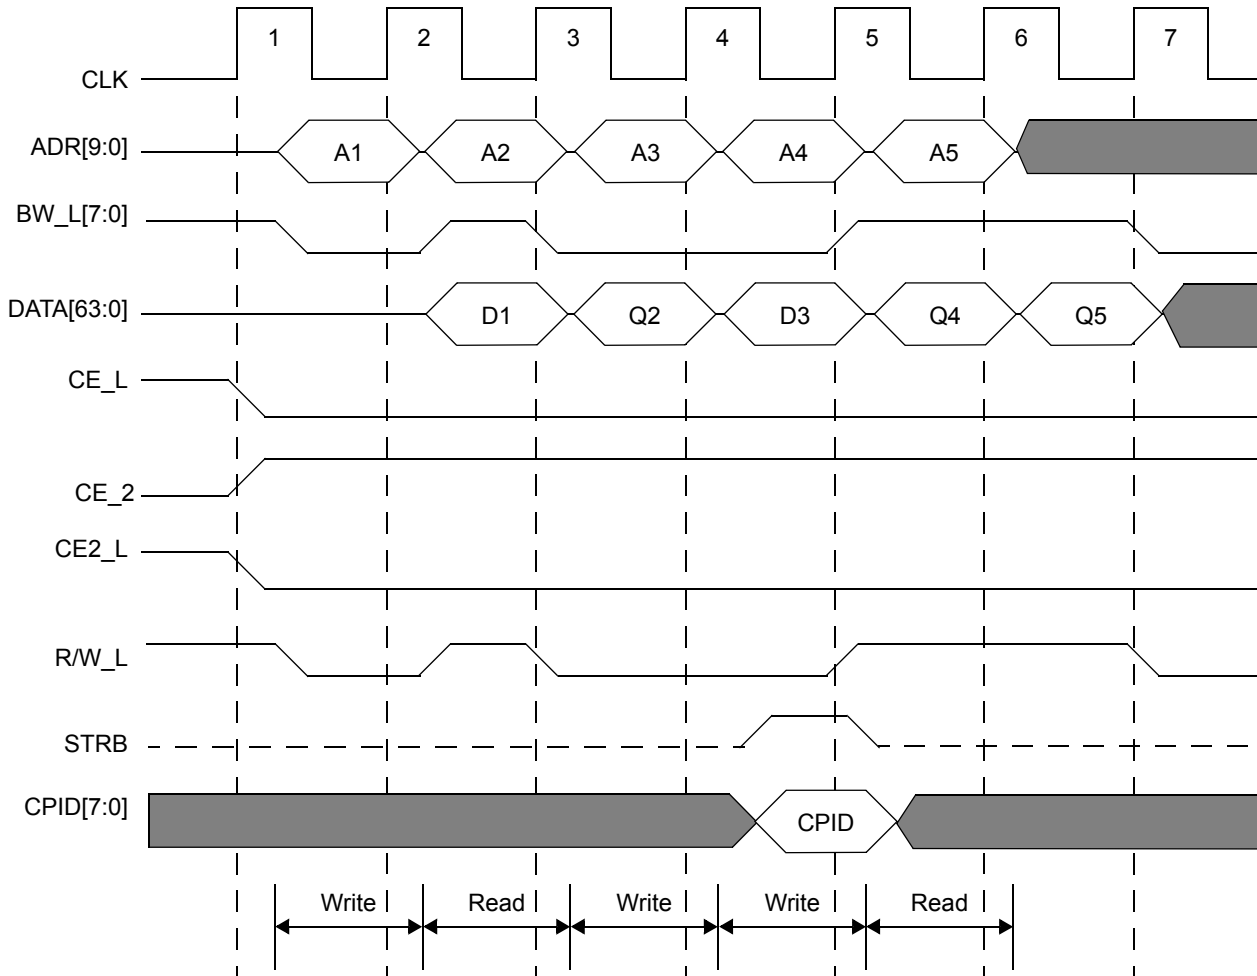 1 2 3 4 5 6 7
CLK
ADR[9:0] A1 A2 A3 A4 A5
BW_L[7:0]
DATA[63:0] D1 Q2 D3 Q4 Q5
CE_L
CE_2
CE2_L
R/W_L
STRB
CPID[7:0] CPID
Write Read Write Write Read